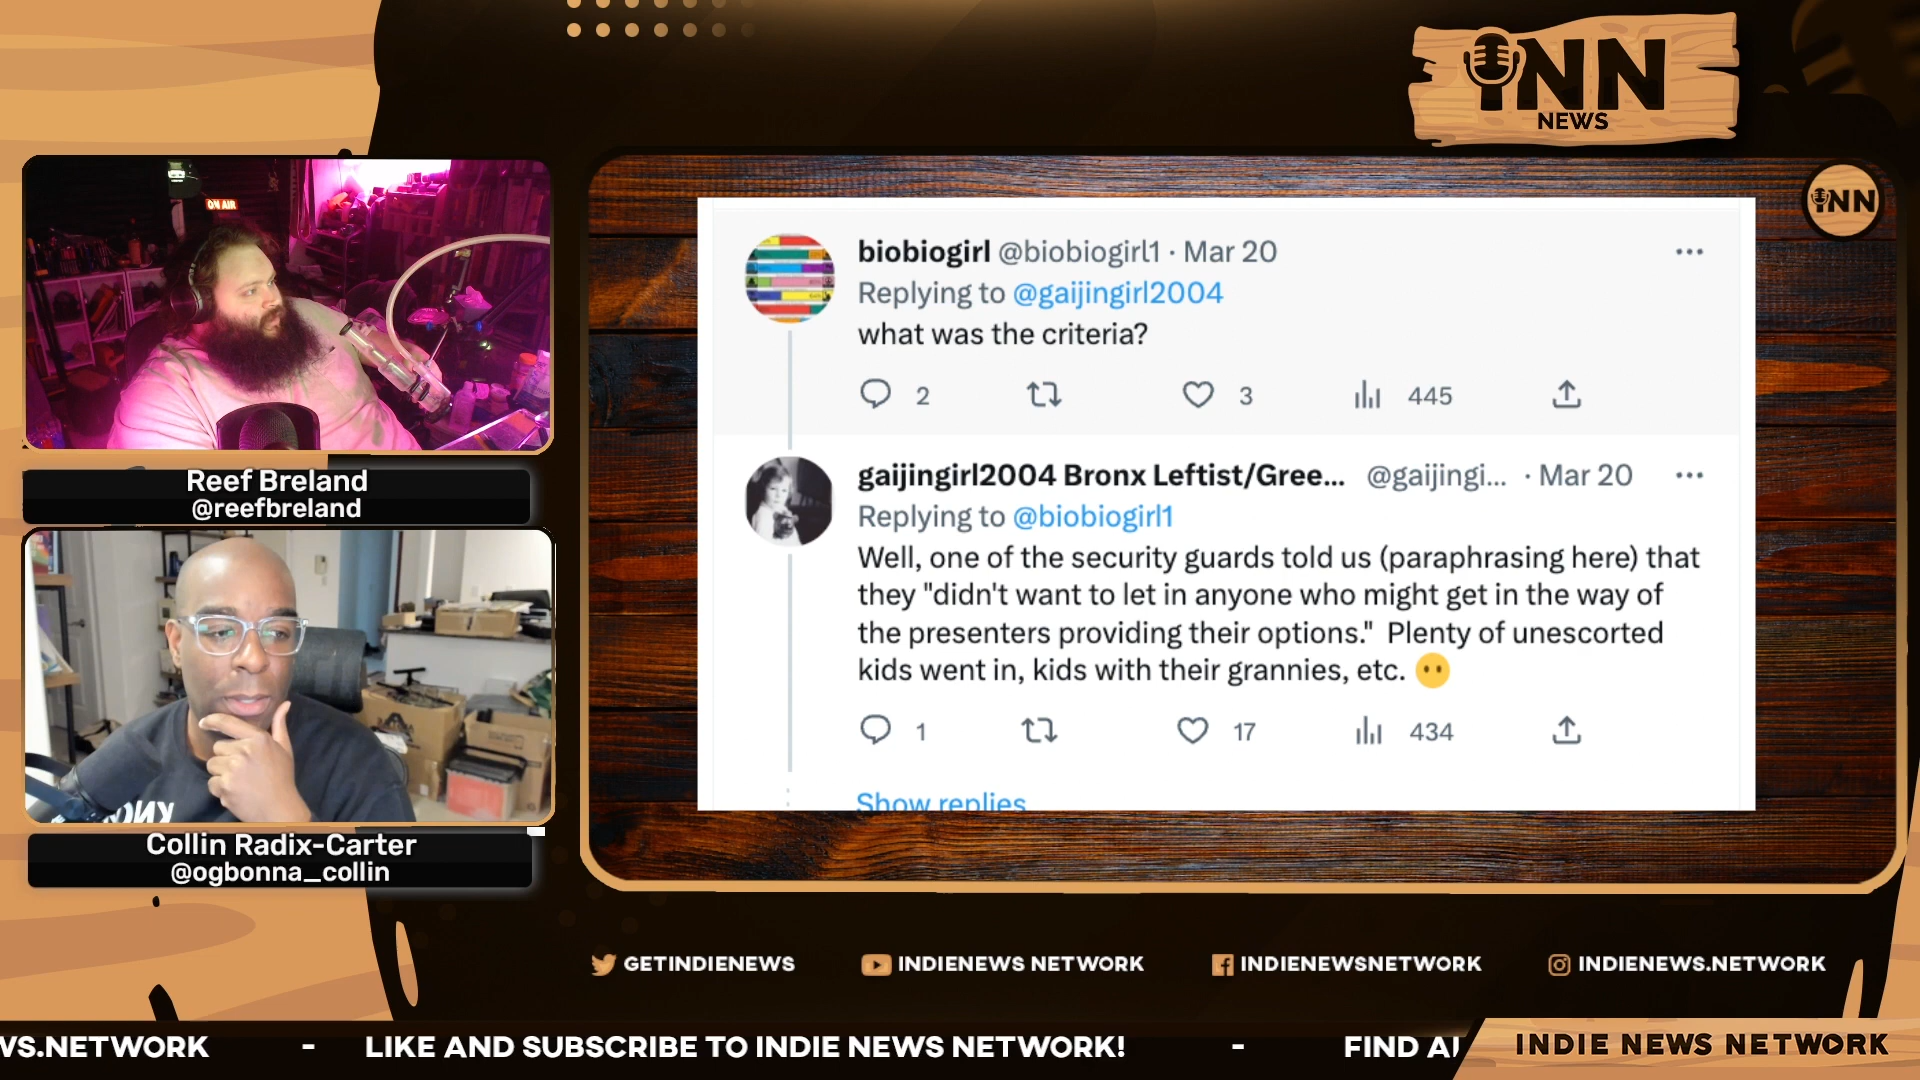 INN
NEWS
ON AIR
INN
Reef Breland
@reefbreland
Collin Radix-Carter
@ogbonna_collin
biobiogirl @biobiogirl1 · Mar 20
Replying to @gaijingirl2004
what was the criteria?
2 3 445
gaijingirl2004 Bronx Leftist/Gree... @gaijingi... · Mar 20
Replying to @biobiogirl1
Well, one of the security guards told us (paraphrasing here) that
they "didn't want to let in anyone who might get in the way of
the presenters providing their options." Plenty of unescorted
kids went in, kids with their grannies, etc.
1 17 434
Show replies
GETINDIENEWS INDIENEWS NETWORK INDIENEWSNETWORK INDIENEWS.NETWORK
WS.NETWORK - LIKE AND SUBSCRIBE TO INDIE NEWS NETWORK! - FIND
INDIE NEWS NETWORK